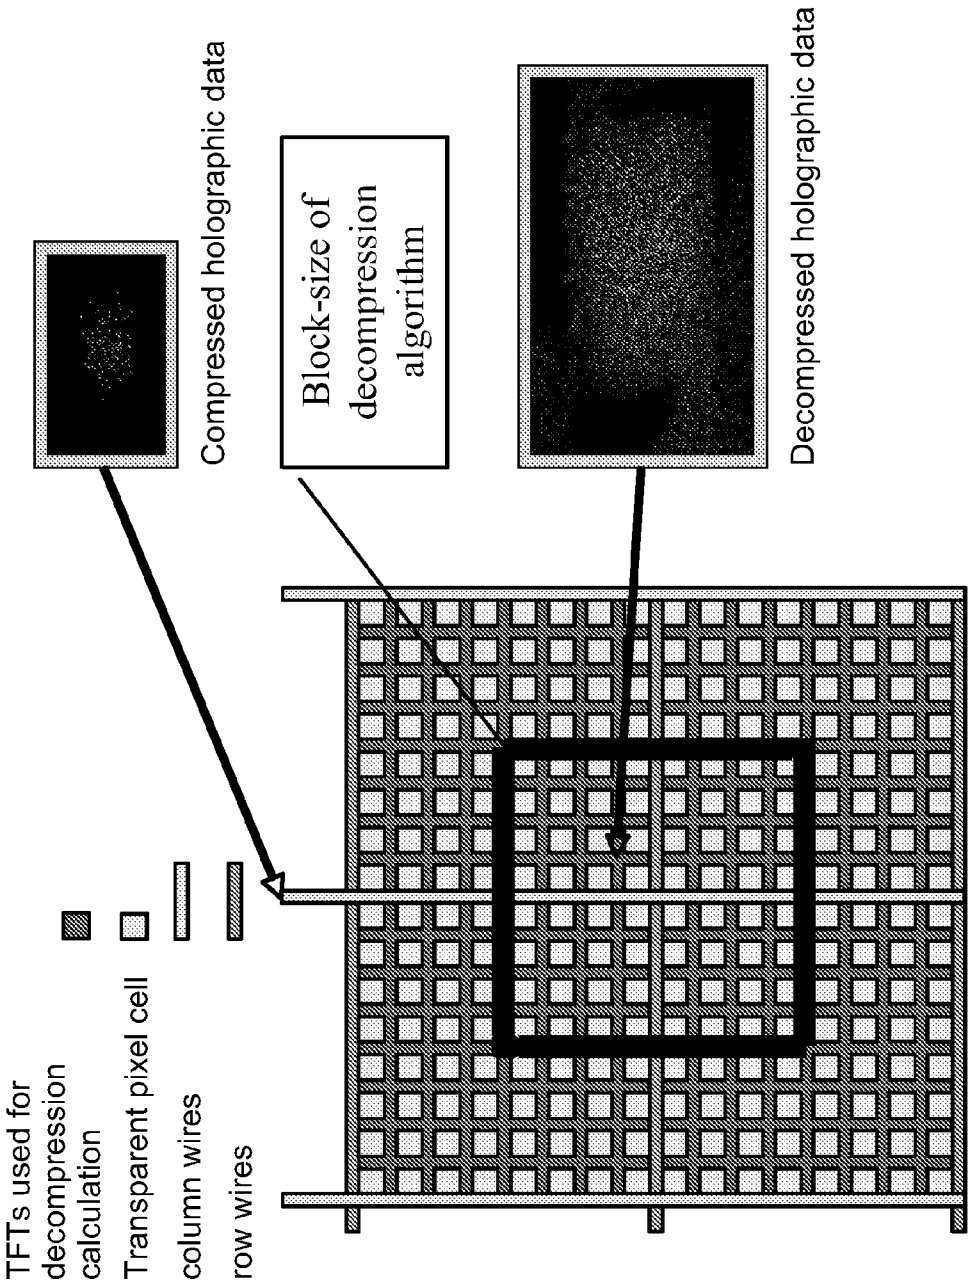 TFTs used for
decompression
calculation
Transparent pixel cell
column wires
row wires
Compressed holographic data
Block-size of
decompression
algorithm
Decompressed holographic data